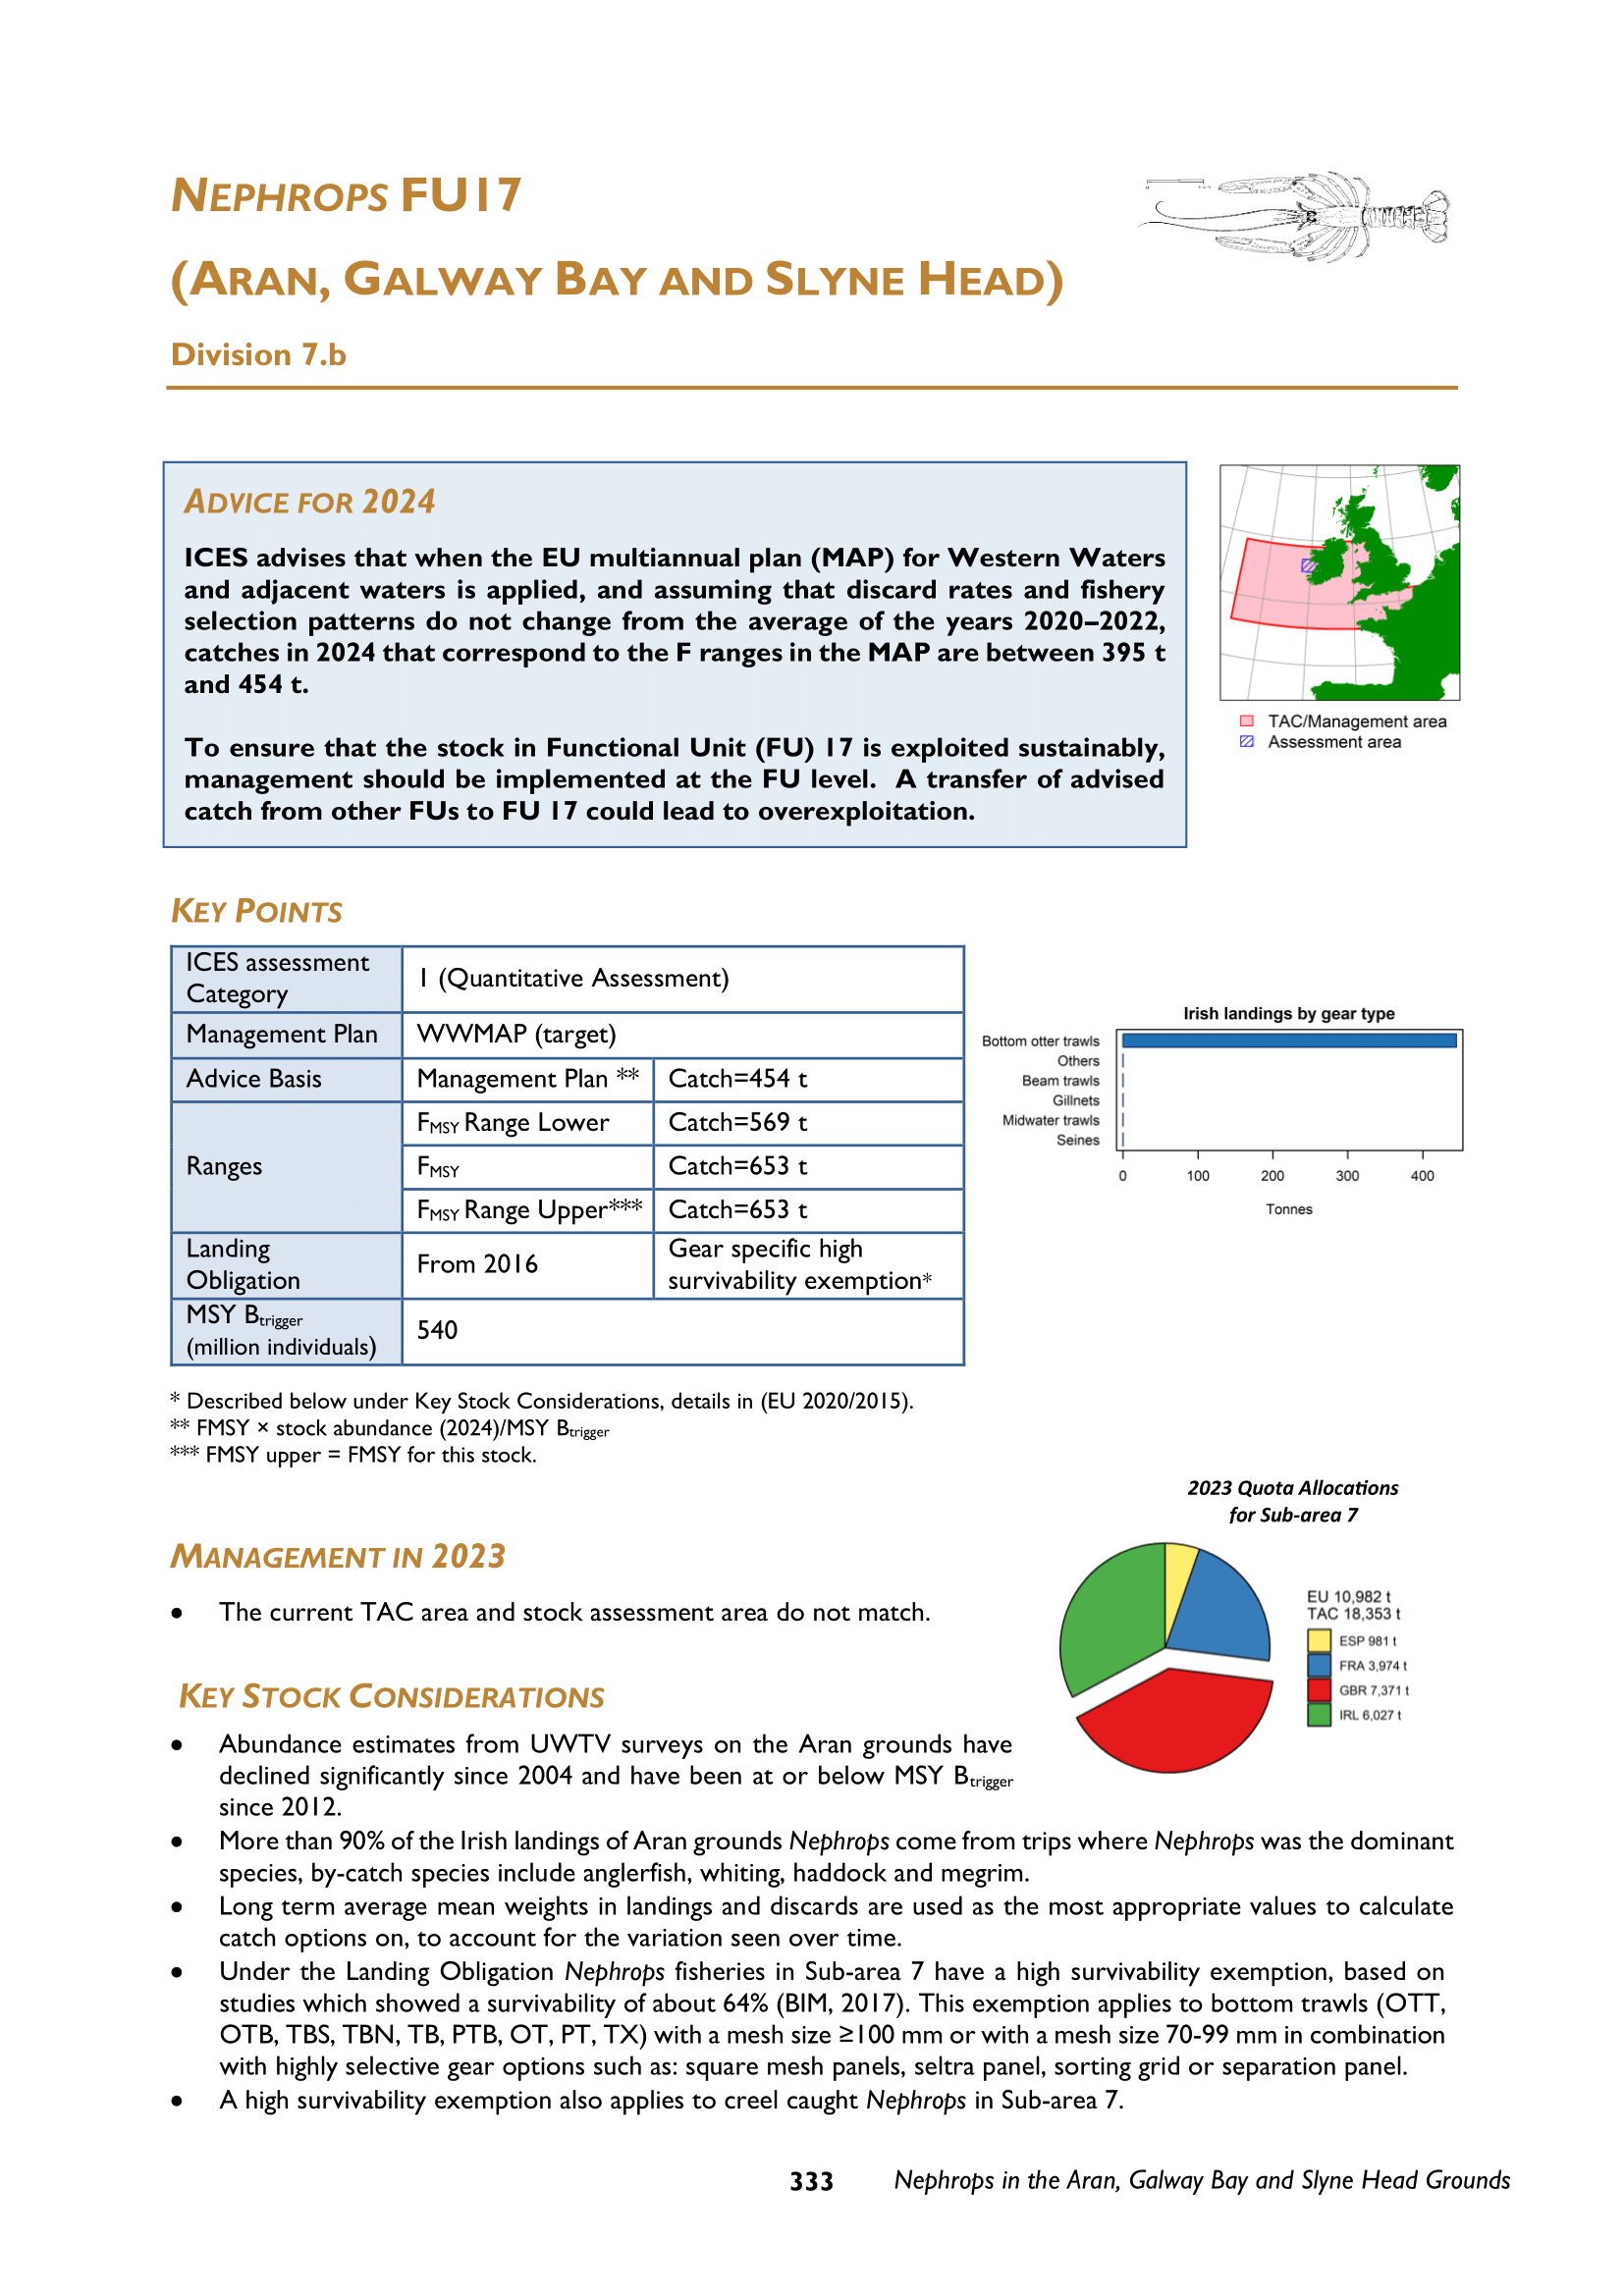 NEPHROPS FU17
(ARAN, GALWAY BAY AND SLYNE HEAD)
Division 7.b
ADVICE FOR 2024
ICES advises that when the EU multiannual plan (MAP) for Western Waters
and adjacent waters is applied, and assuming that discard rates and fishery
selection patterns do not change from the average of the years 2020–2022,
catches in 2024 that correspond to the F ranges in the MAP are between 395 t
and 454 t.
To ensure that the stock in Functional Unit (FU) 17 is exploited sustainably,
management should be implemented at the FU level. A transfer of advised
catch from other FUs to FU 17 could lead to overexploitation.
TAC/Management area
Assessment area
KEY POINTS
ICES assessment
Category
1 (Quantitative Assessment)
Management Plan
WWMAP (target)
Advice Basis
Management Plan **
Catch=454 t
Ranges
FMSY Range Lower
Catch=569 t
FMSY
Catch=653 t
FMSY Range Upper***
Catch=653 t
Landing
Obligation
From 2016
Gear specific high
survivability exemption*
MSY Btrigger
(million individuals)
540
* Described below under Key Stock Considerations, details in (EU 2020/2015).
** FMSY × stock abundance (2024)/MSY Btrigger
*** FMSY upper = FMSY for this stock.
Irish landings by gear type
Bottom otter trawls
Others
Beam trawls
Gillnets
Midwater trawls
Seines
0 100 200 300 400
Tonnes
2023 Quota Allocations
for Sub-area 7
EU 10,982 t
TAC 18,353 t
ESP 981 t
FRA 3,974 t
GBR 7,371 t
IRL 6,027 t
MANAGEMENT IN 2023
• The current TAC area and stock assessment area do not match.
KEY STOCK CONSIDERATIONS
• Abundance estimates from UWTV surveys on the Aran grounds have
declined significantly since 2004 and have been at or below MSY Btrigger
since 2012.
• More than 90% of the Irish landings of Aran grounds Nephrops come from trips where Nephrops was the dominant
species, by-catch species include anglerfish, whiting, haddock and megrim.
• Long term average mean weights in landings and discards are used as the most appropriate values to calculate
catch options on, to account for the variation seen over time.
• Under the Landing Obligation Nephrops fisheries in Sub-area 7 have a high survivability exemption, based on
studies which showed a survivability of about 64% (BIM, 2017). This exemption applies to bottom trawls (OTT,
OTB, TBS, TBN, TB, PTB, OT, PT, TX) with a mesh size ≥100 mm or with a mesh size 70-99 mm in combination
with highly selective gear options such as: square mesh panels, seltra panel, sorting grid or separation panel.
• A high survivability exemption also applies to creel caught Nephrops in Sub-area 7.
333 Nephrops in the Aran, Galway Bay and Slyne Head Grounds